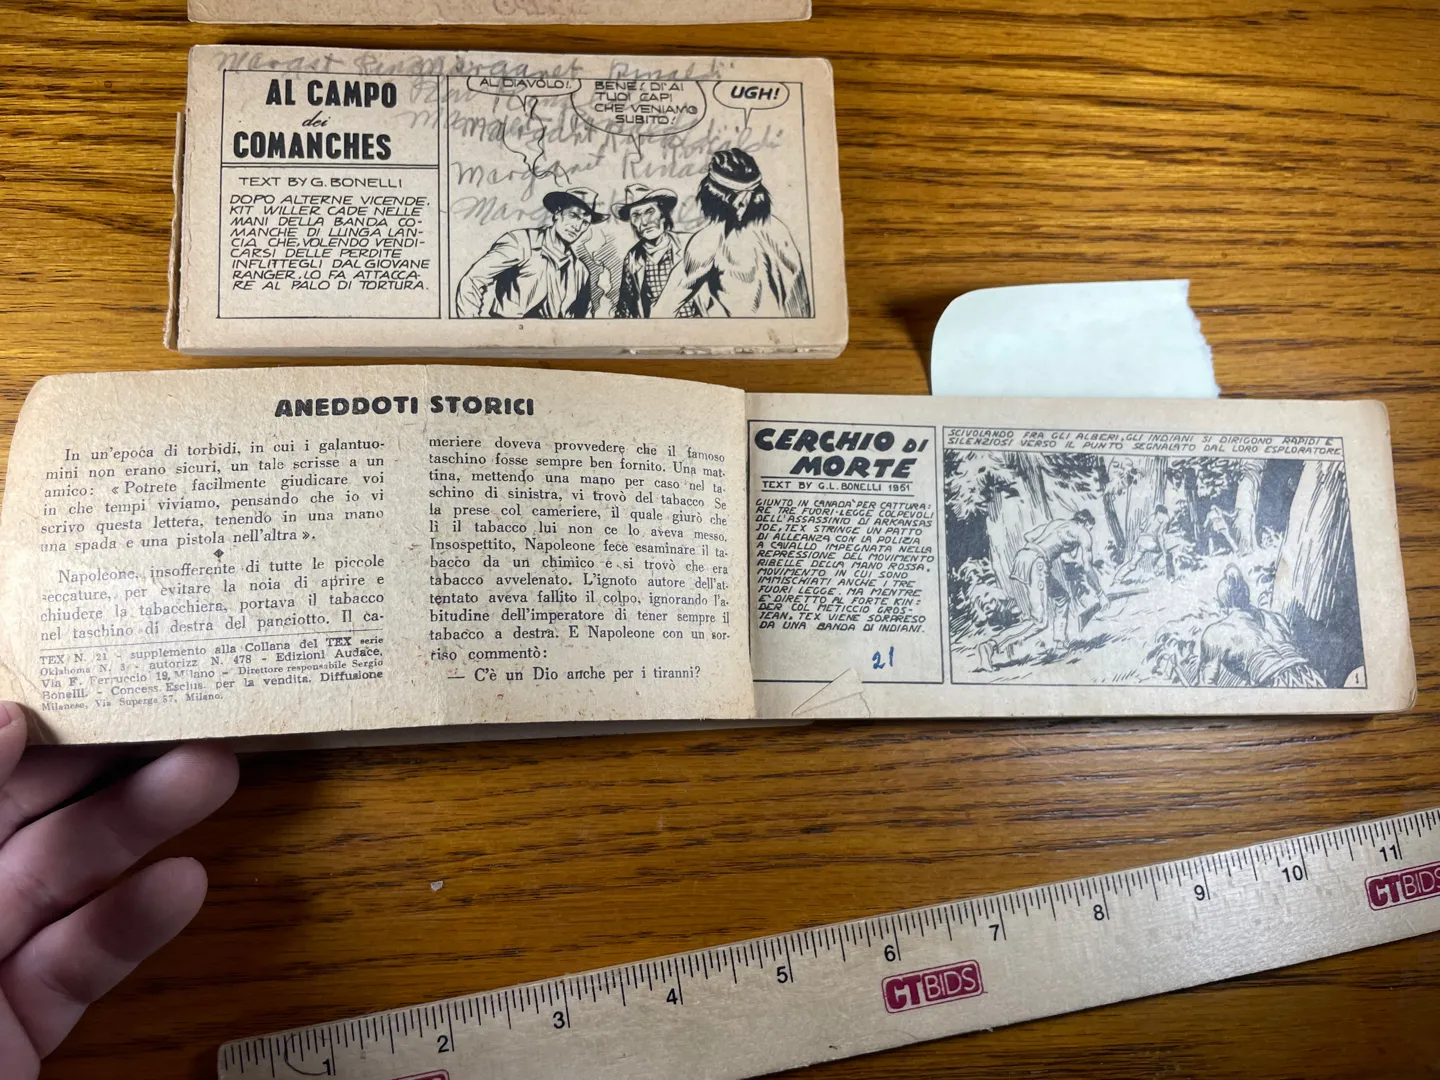 Margaret Rinaldi
AL CAMPO
dei
COMANCHES
TEXT BY G. BONELLI
DOPO ALTERNE VICENDE,
KIT WILLER CADE NELLE
MANI DELLA BANDA CO-
MANCHE DI LUNGA LAN-
CIA CHE, VOLENDO VENDI-
CARSI DELLE PERDITE
INFLITTEGLI DAL GIOVANE
RANGER, LO FA ATTACCA-
RE AL PALO DI TORTURA.
AL DIAVOLO!.
BENE! DI' AI
TUOI CAPI
CHE VENIAMO
SUBITO!
UGH!
Margaret Rinaldi
3
ANEDDOTI STORICI
In un'epoca di torbidi, in cui i galantuo-
mini non erano sicuri, un tale scrisse a un
amico: « Potrete facilmente giudicare voi
in che tempi viviamo, pensando che io vi
scrivo questa lettera, tenendo in una mano
una spada e una pistola nell'altra ».
Napoleone, insofferente di tutte le piccole
seccature, per evitare la noia di aprire e
chiudere la tabacchiera, portava il tabacco
nel taschino di destra del panciotto. Il ca-
TEX N. 21 - supplemento alla Collana del TEX serie
Oklahoma N. 3 - autorizz N. 478 - Edizioni Audace,
Via F. Ferruccio 19, Milano - Direttore responsabile Sergio
Bonelli. - Concess. Esclus. per la vendita. Diffusione
Milanese, Via Superga 57, Milano.
meriere doveva provvedere che il famoso
taschino fosse sempre ben fornito. Una mat-
tina, mettendo una mano per caso nel ta-
schino di sinistra, vi trovò del tabacco Se
la prese col cameriere, il quale giurò che
lì il tabacco lui non ce lo aveva messo.
Insospettito, Napoleone fece esaminare il ta-
bacco da un chimico e si trovò che era
tabacco avvelenato. L'ignoto autore dell'at-
tentato aveva fallito il colpo, ignorando l'a-
bitudine dell'imperatore di tener sempre il
tabacco a destra. E Napoleone con un sor-
riso commentò:
— C'è un Dio anche per i tiranni?
CERCHIO DI
MORTE
TEXT BY G.L. BONELLI 1951
GIUNTO IN CANADA' PER CATTURA-
RE TRE FUORI-LEGGE COLPEVOLI
DELL'ASSASSINIO DI ARKANSAS
JOE, TEX STRINGE UN PATTO
DI ALLEANZA CON LA POLIZIA
A CAVALLO IMPEGNATA NELLA
REPRESSIONE DEL MOVIMENTO
RIBELLE DELLA MANO ROSSA,
MOVIMENTO IN CUI SONO
IMMISCHIATI ANCHE I TRE
FUORI LEGGE. MA MENTRE
E' DIRETTO AL FORTE KIN-
DER COL METICCIO GROS-
JEAN, TEX VIENE SORPRESO
DA UNA BANDA DI INDIANI.
21
SCIVOLANDO FRA GLI ALBERI, GLI INDIANI SI DIRIGONO RAPIDI E
SILENZIOSI VERSO IL PUNTO SEGNALATO DAL LORO ESPLORATORE
1
1 2 3 4 5 6 7 8 9 10 11
CTBIDS
CTBIDS